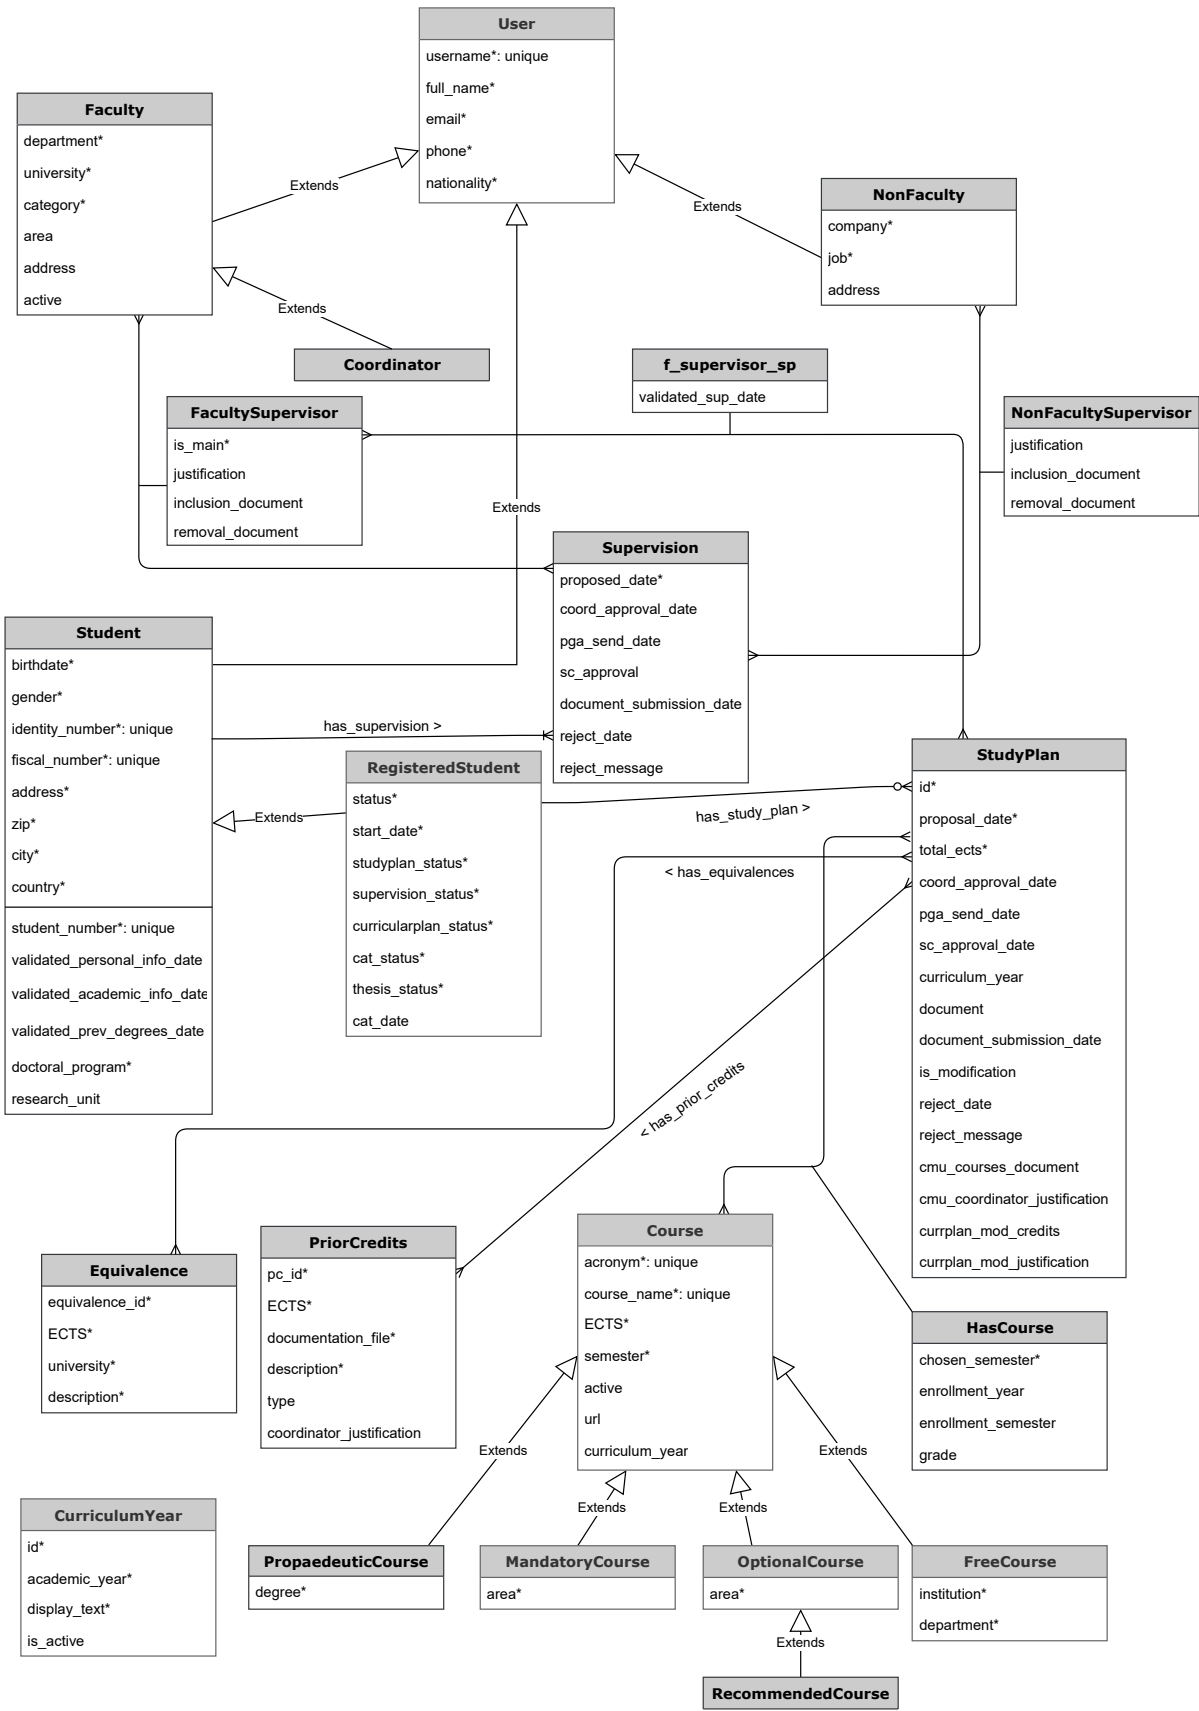 User
username*: unique
full_name*
email*
phone*
nationality*
Faculty
department*
university*
category*
area
address
active
Extends
Extends
NonFaculty
company*
job*
address
Extends
Coordinator
f_supervisor_sp
validated_sup_date
FacultySupervisor
is_main*
justification
inclusion_document
removal_document
NonFacultySupervisor
justification
inclusion_document
removal_document
Extends
Supervision
proposed_date*
coord_approval_date
pga_send_date
sc_approval
document_submission_date
reject_date
reject_message
Student
birthdate*
gender*
identity_number*: unique
fiscal_number*: unique
address*
zip*
city*
country*
student_number*: unique
validated_personal_info_date
validated_academic_info_date
validated_prev_degrees_date
doctoral_program*
research_unit
has_supervision >
RegisteredStudent
status*
start_date*
studyplan_status*
supervision_status*
curricularplan_status*
cat_status*
thesis_status*
cat_date
Extends
has_study_plan >
< has_equivalences
< has_prior_credits
StudyPlan
id*
proposal_date*
total_ects*
coord_approval_date
pga_send_date
sc_approval_date
curriculum_year
document
document_submission_date
is_modification
reject_date
reject_message
cmu_courses_document
cmu_coordinator_justification
currplan_mod_credits
currplan_mod_justification
Equivalence
equivalence_id*
ECTS*
university*
description*
PriorCredits
pc_id*
ECTS*
documentation_file*
description*
type
coordinator_justification
Course
acronym*: unique
course_name*: unique
ECTS*
semester*
active
url
curriculum_year
HasCourse
chosen_semester*
enrollment_year
enrollment_semester
grade
Extends
Extends
Extends
Extends
CurriculumYear
id*
academic_year*
display_text*
is_active
PropaedeuticCourse
degree*
MandatoryCourse
area*
OptionalCourse
area*
FreeCourse
institution*
department*
Extends
RecommendedCourse